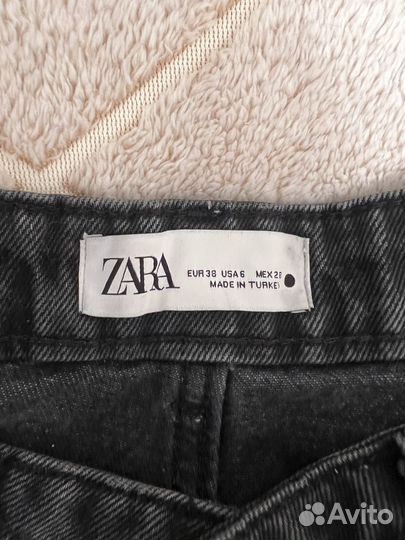 ZARA
EUR 38 USA 6 MEX 28
MADE IN TURKEY
Avito